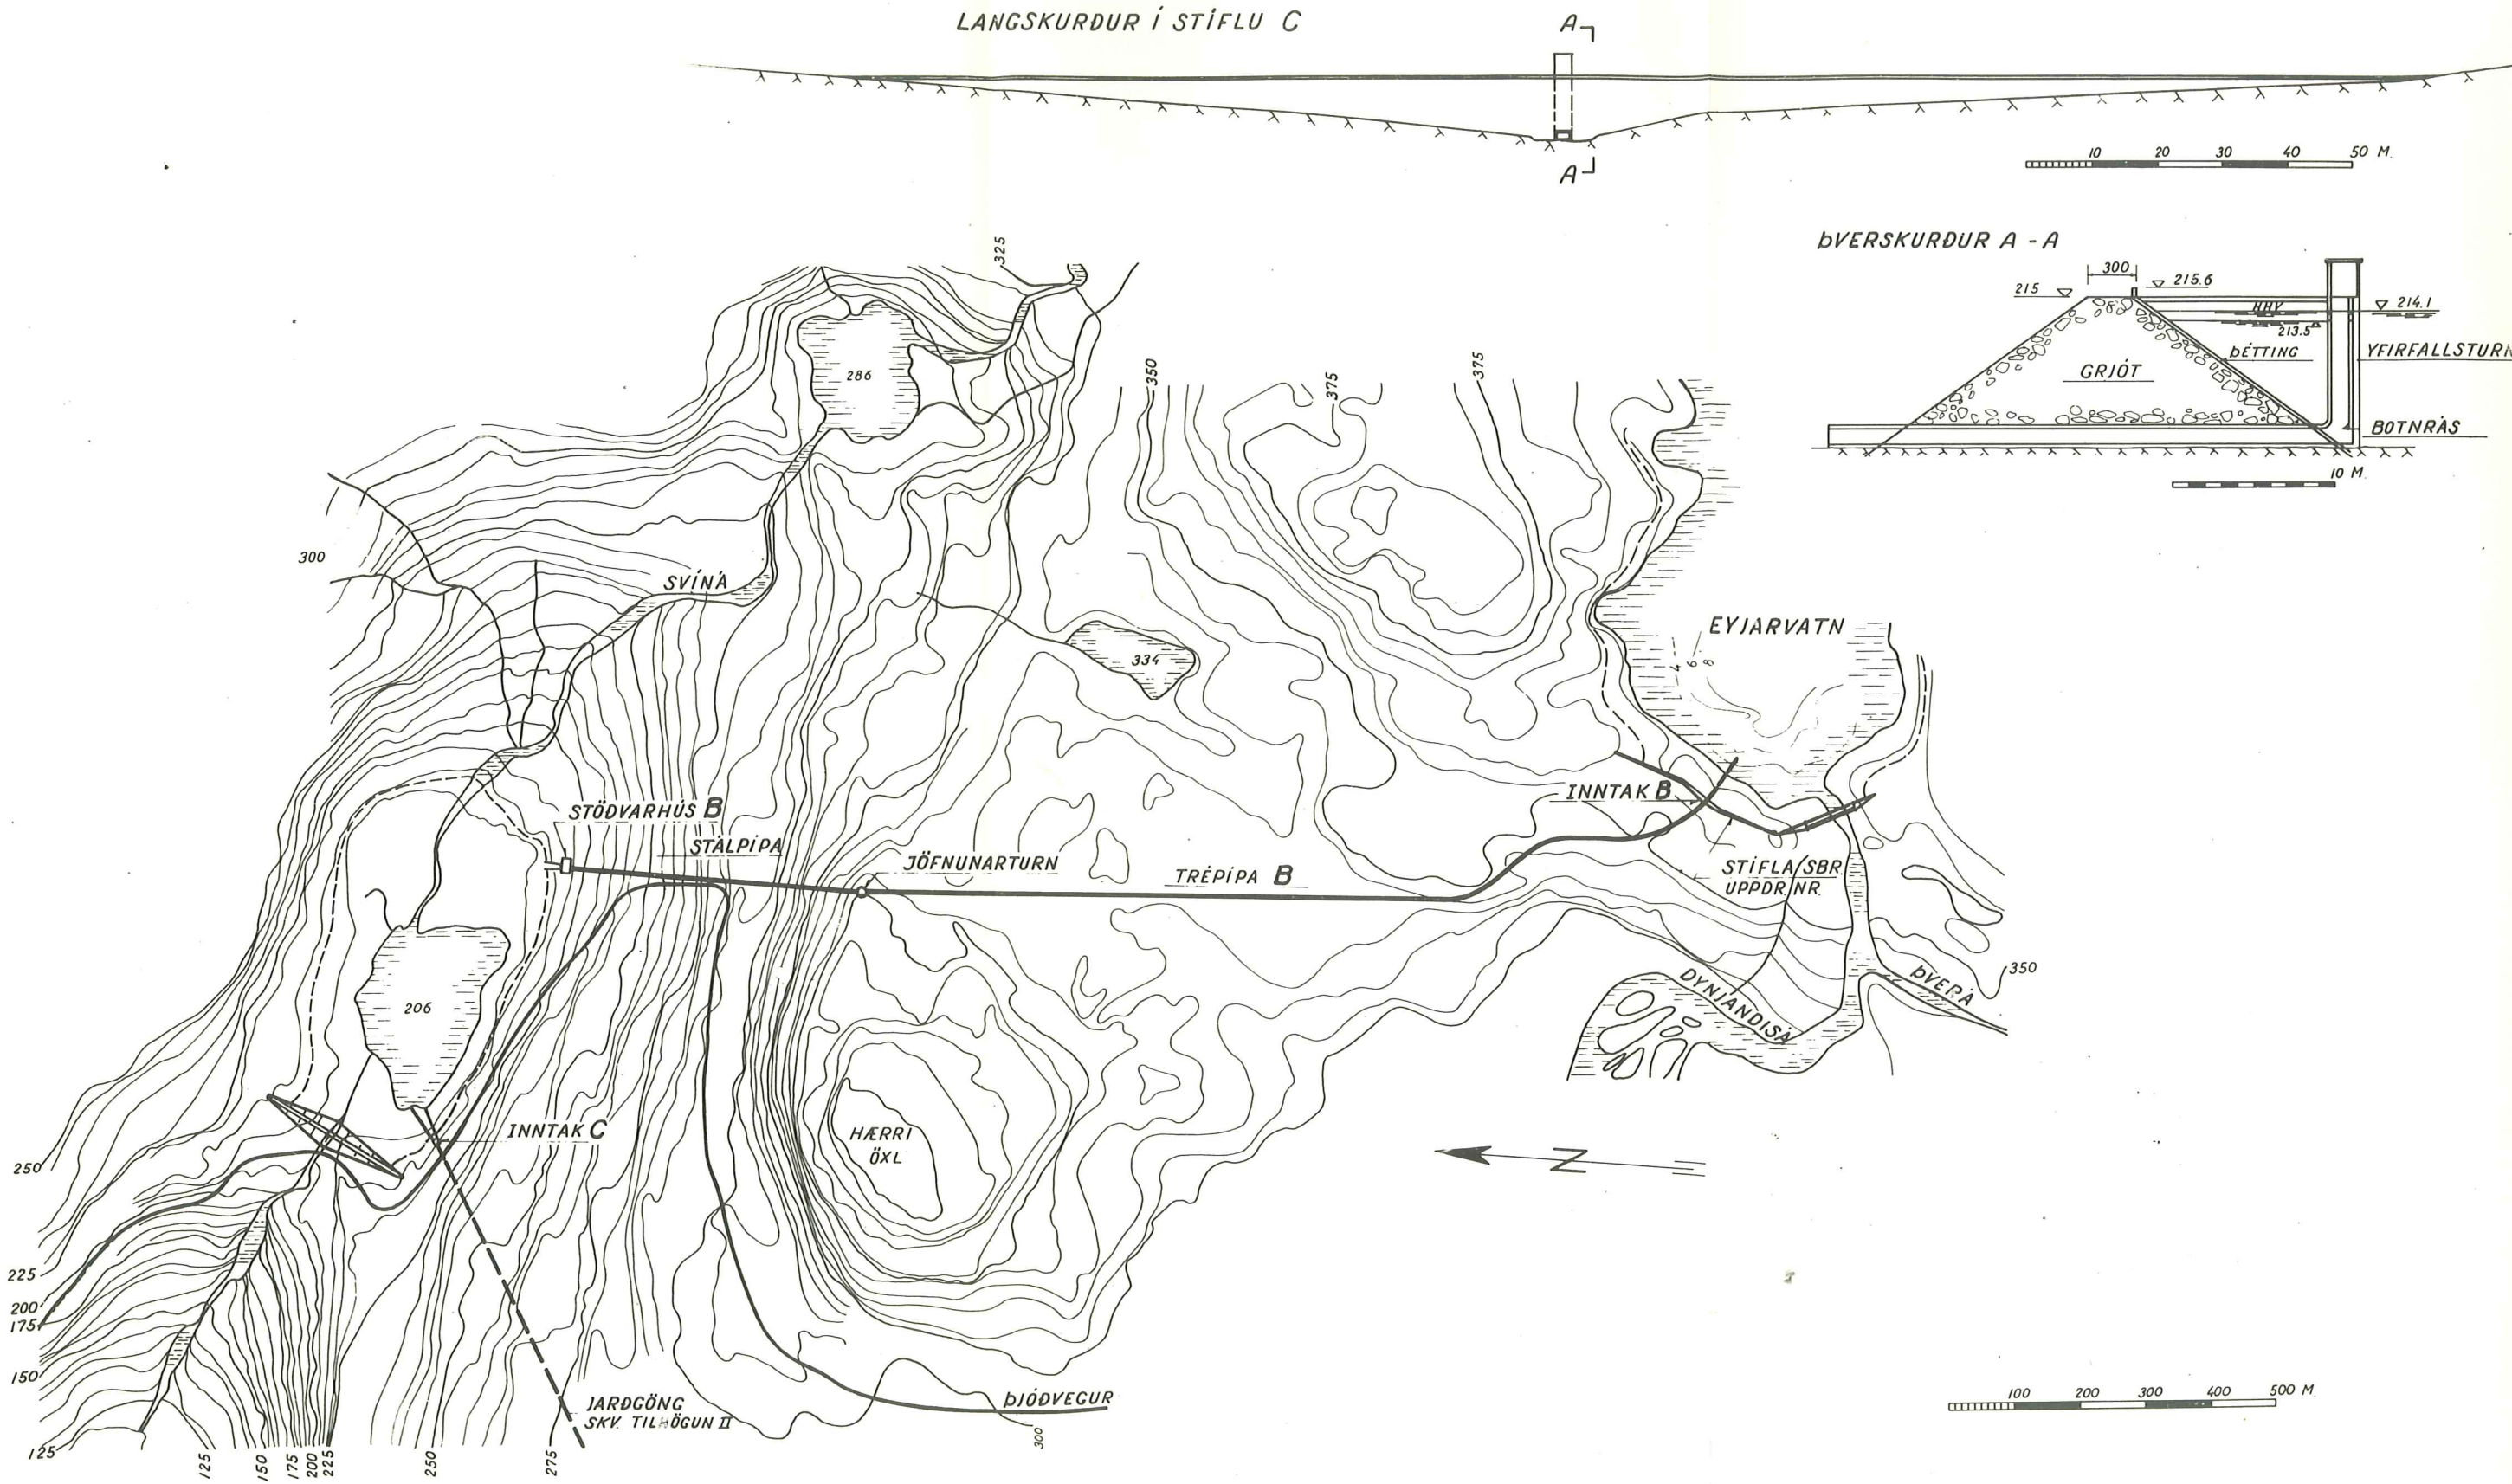 LANGSKURÐUR Í STÍFLU C
A
A
10 20 30 40 50 M.
ÞVERSKURÐUR A - A
300
215
215.6
HHV
214.1
213.5
ÞÉTTING
YFIRFALLSTURN
GRJÓT
BOTNRÁS
10 M.
325
286
350
375
375
300
SVÍNÁ
334
EYJARVATN
4 6 8
INNTAK B
STÖÐVARHÚS B
STÁLPÍPA
JÖFNUNARTURN
TRÉPÍPA B
STÍFLA SBR.
UPPDR. NR.
DYNJANDISÁ
ÞVERÁ
350
206
INNTAK C
HÆRRI
ÖXL
N
250
225
200
175
150
125
125
150
175
200
225
250
275
JARÐGÖNG
SKV. TILHÖGUN II
ÞJÓÐVEGUR
300
100 200 300 400 500 M.